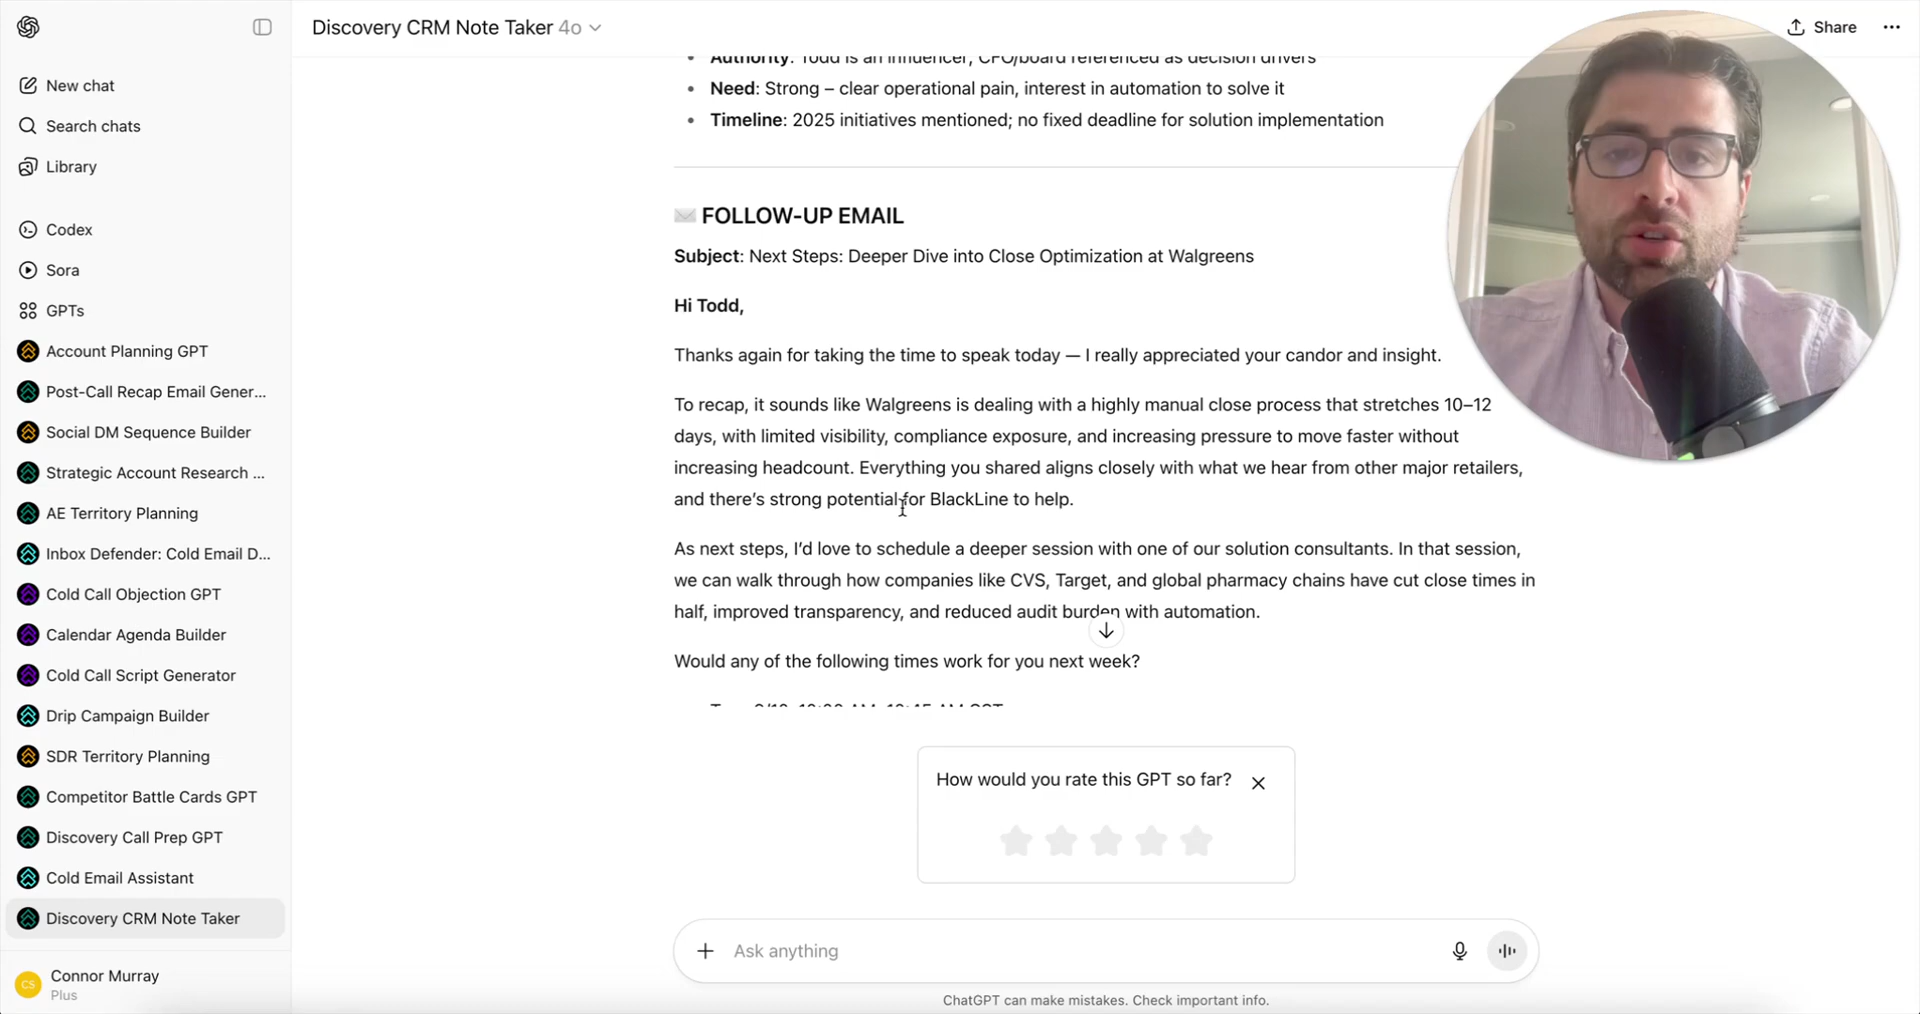 Discovery CRM Note Taker 4o
Share
New chat
Search chats
Library
Codex
Sora
GPTs
Account Planning GPT
Post-Call Recap Email Gener...
Social DM Sequence Builder
Strategic Account Research ...
AE Territory Planning
Inbox Defender: Cold Email D...
Cold Call Objection GPT
Calendar Agenda Builder
Cold Call Script Generator
Drip Campaign Builder
SDR Territory Planning
Competitor Battle Cards GPT
Discovery Call Prep GPT
Cold Email Assistant
Discovery CRM Note Taker
CS
Connor Murray
Plus
Authority: Todd is an influencer, CFO/board referenced as decision drivers
Need: Strong – clear operational pain, interest in automation to solve it
Timeline: 2025 initiatives mentioned; no fixed deadline for solution implementation
FOLLOW-UP EMAIL
Subject: Next Steps: Deeper Dive into Close Optimization at Walgreens
Hi Todd,
Thanks again for taking the time to speak today — I really appreciated your candor and insight.
To recap, it sounds like Walgreens is dealing with a highly manual close process that stretches 10–12
days, with limited visibility, compliance exposure, and increasing pressure to move faster without
increasing headcount. Everything you shared aligns closely with what we hear from other major retailers,
and there’s strong potential for BlackLine to help.
As next steps, I’d love to schedule a deeper session with one of our solution consultants. In that session,
we can walk through how companies like CVS, Target, and global pharmacy chains have cut close times in
half, improved transparency, and reduced audit burden with automation.
Would any of the following times work for you next week?
How would you rate this GPT so far?
Ask anything
ChatGPT can make mistakes. Check important info.